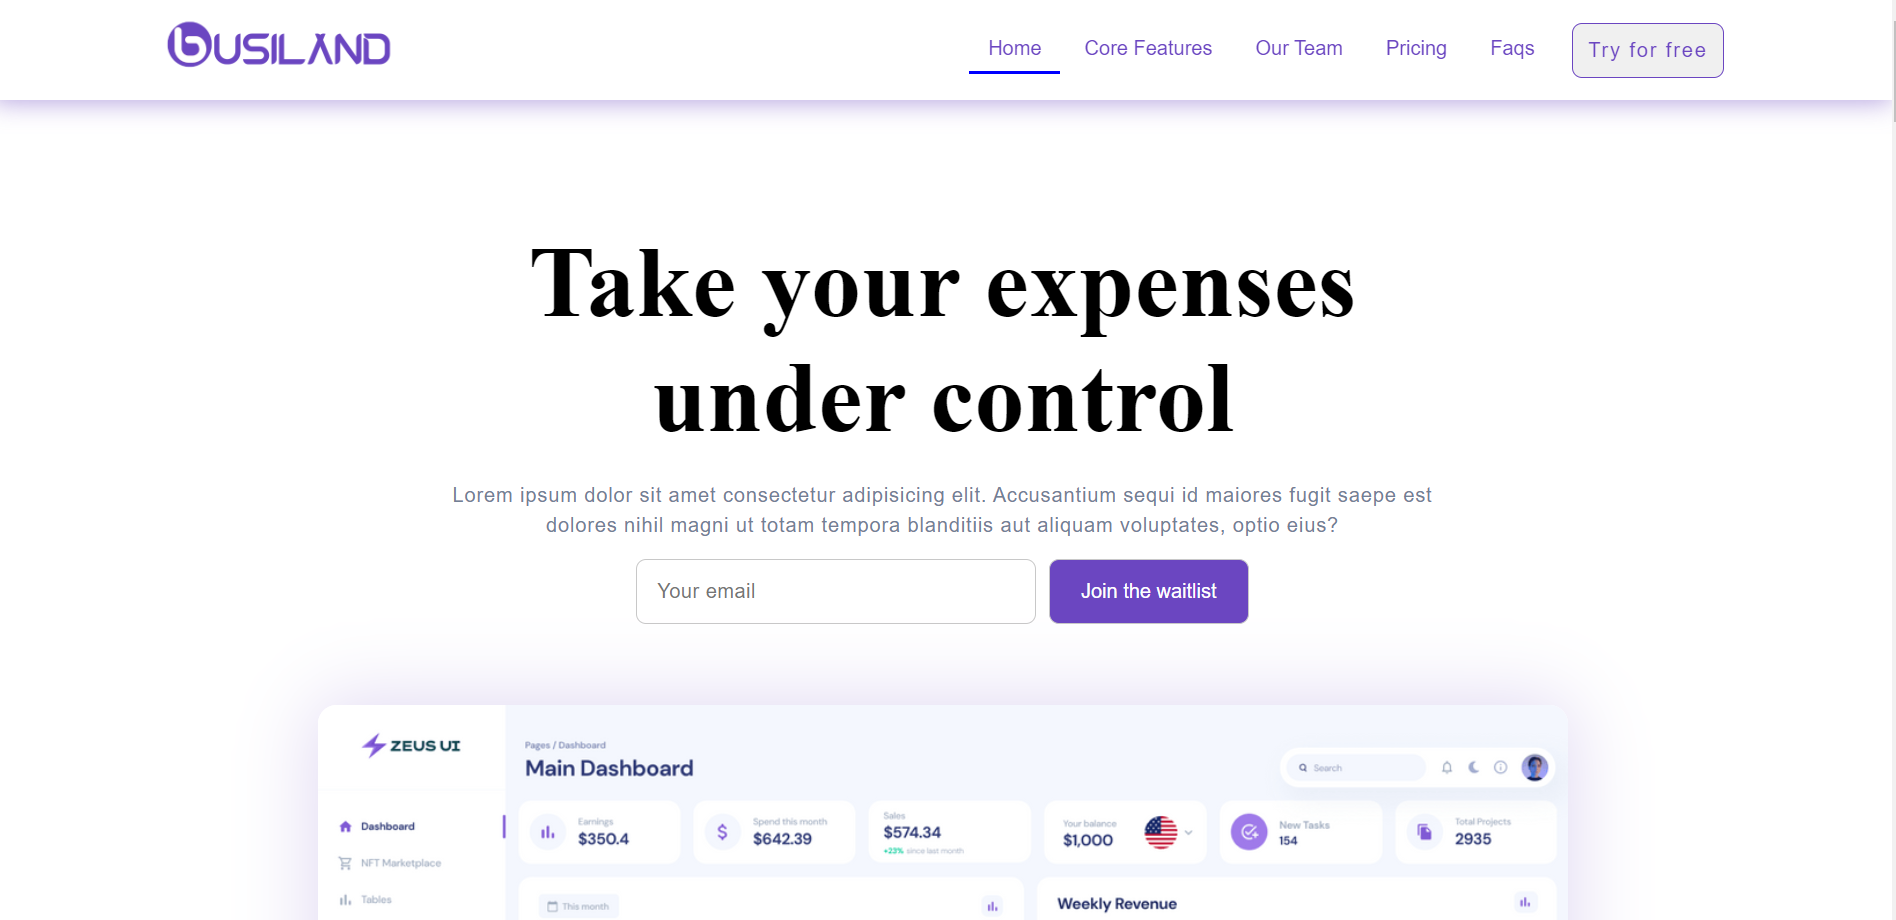 BUSILAND
Home Core Features Our Team Pricing Faqs Try for free
Take your expenses
under control
Lorem ipsum dolor sit amet consectetur adipisicing elit. Accusantium sequi id maiores fugit saepe est
dolores nihil magni ut totam tempora blanditiis aut aliquam voluptates, optio eius?
Your email Join the waitlist
ZEUS UI
Pages / Dashboard
Main Dashboard
Search
Dashboard
NFT Marketplace
Tables
Earnings
$350.4
Spend this month
$642.39
Sales
$574.34
+23% since last month
Your balance
$1,000
New Tasks
154
Total Projects
2935
This month
Weekly Revenue